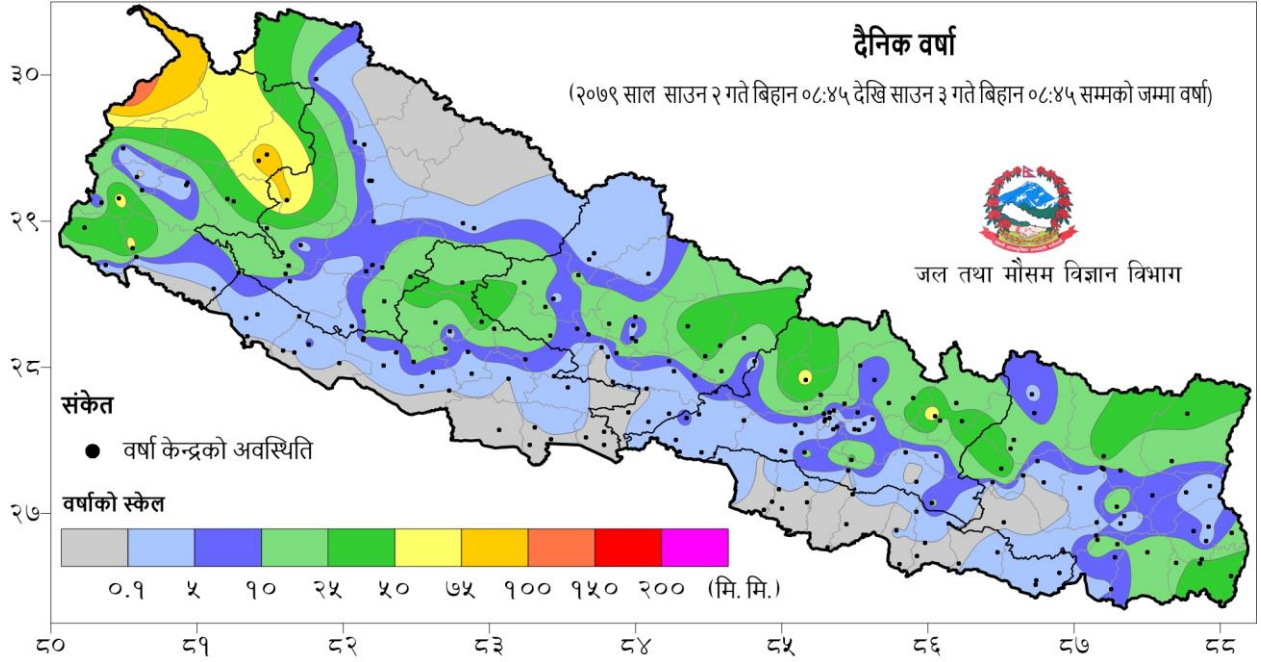 दैनिक वर्षा
(२०७९ साल साउन २ गते बिहान ०८:४५ देखि साउन ३ गते बिहान ०८:४५ सम्मको जम्मा वर्षा)
३०
२९
२८
२७
जल तथा मौसम विज्ञान विभाग
संकेत
वर्षा केन्द्रको अवस्थिति
वर्षाको स्केल
०.१ ५ १० २५ ५० ७५ १०० १५० २०० (मि. मि.)
८० ८१ ८२ ८३ ८४ ८५ ८६ ८७ ८८